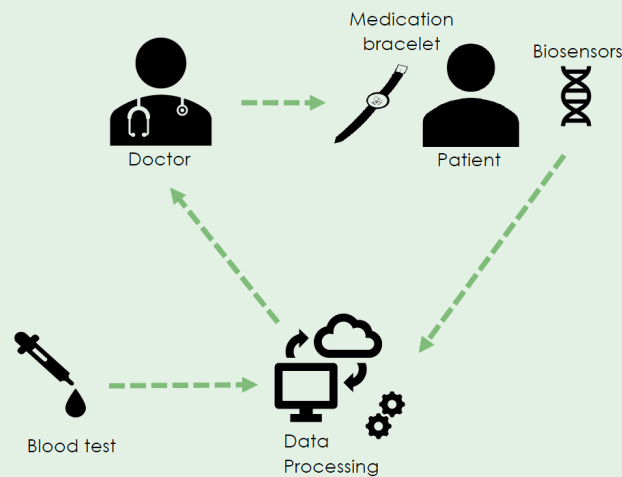 Medication
bracelet
Biosensors
Doctor
Patient
Blood test
Data
Processing